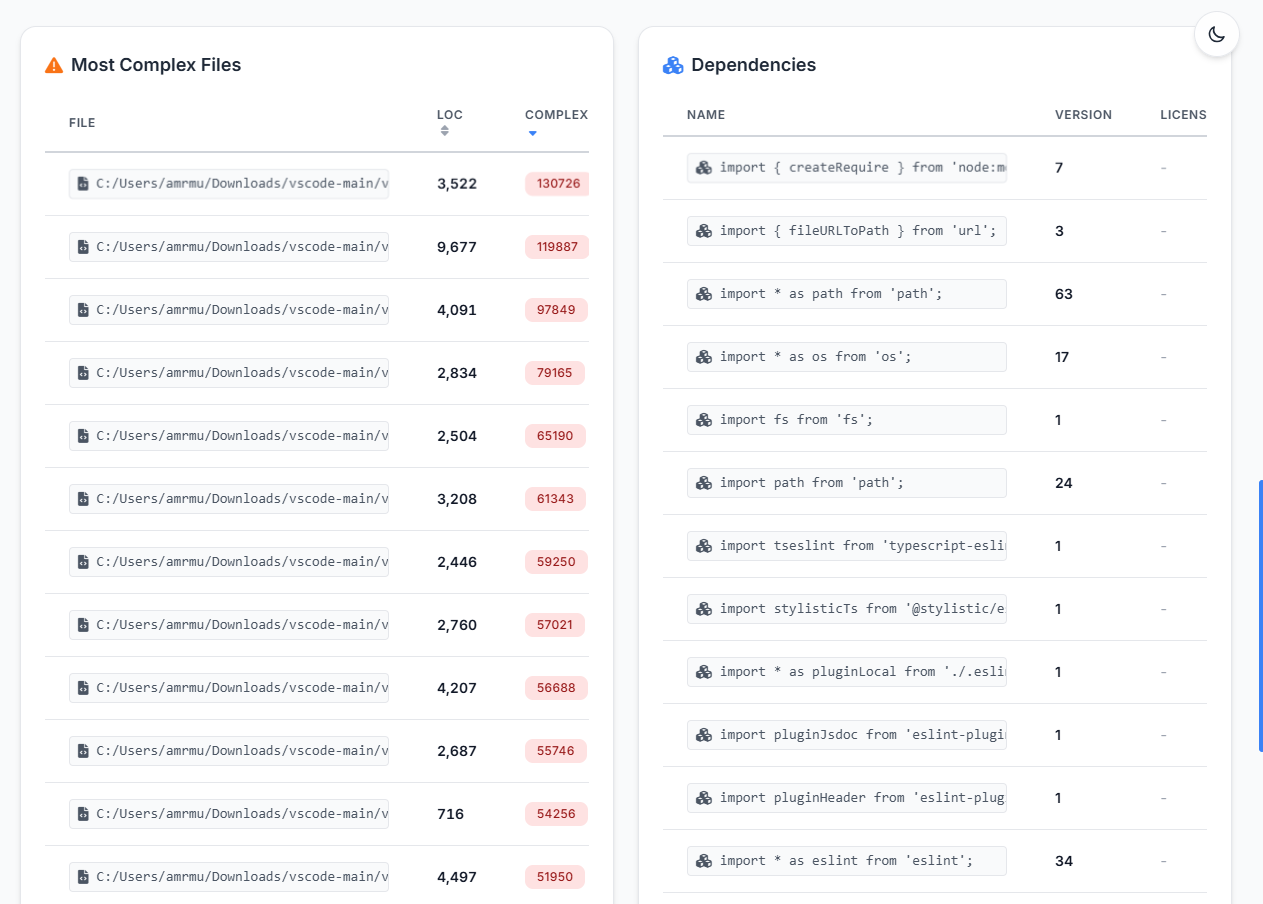 Most Complex Files
FILE LOC COMPLEX
C:/Users/amrmu/Downloads/vscode-main/v 3,522 130726
C:/Users/amrmu/Downloads/vscode-main/v 9,677 119887
C:/Users/amrmu/Downloads/vscode-main/v 4,091 97849
C:/Users/amrmu/Downloads/vscode-main/v 2,834 79165
C:/Users/amrmu/Downloads/vscode-main/v 2,504 65190
C:/Users/amrmu/Downloads/vscode-main/v 3,208 61343
C:/Users/amrmu/Downloads/vscode-main/v 2,446 59250
C:/Users/amrmu/Downloads/vscode-main/v 2,760 57021
C:/Users/amrmu/Downloads/vscode-main/v 4,207 56688
C:/Users/amrmu/Downloads/vscode-main/v 2,687 55746
C:/Users/amrmu/Downloads/vscode-main/v 716 54256
C:/Users/amrmu/Downloads/vscode-main/v 4,497 51950
Dependencies
NAME VERSION LICENS
import { createRequire } from 'node:m 7 -
import { fileURLToPath } from 'url'; 3 -
import * as path from 'path'; 63 -
import * as os from 'os'; 17 -
import fs from 'fs'; 1 -
import path from 'path'; 24 -
import tseslint from 'typescript-esli 1 -
import stylisticTs from '@stylistic/e 1 -
import * as pluginLocal from './.esli 1 -
import pluginJsdoc from 'eslint-plugi 1 -
import pluginHeader from 'eslint-plug 1 -
import * as eslint from 'eslint'; 34 -